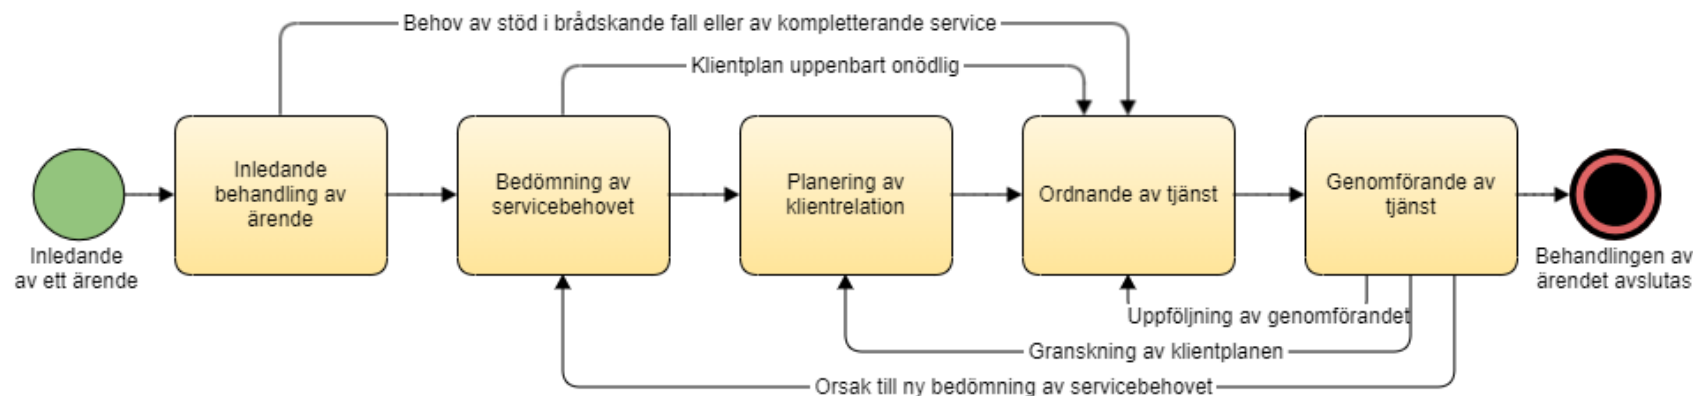 Behov av stöd i brådskande fall eller av kompletterande service
Klientplan uppenbart onödlig
Inledande
behandling av
ärende
Bedömning av
servicebehovet
Planering av
klientrelation
Ordnande av tjänst
Genomförande av
tjänst
Inledande
av ett ärende
Behandlingen av
ärendet avslutas
Uppföljning av genomförandet
Granskning av klientplanen
Orsak till ny bedömning av servicebehovet